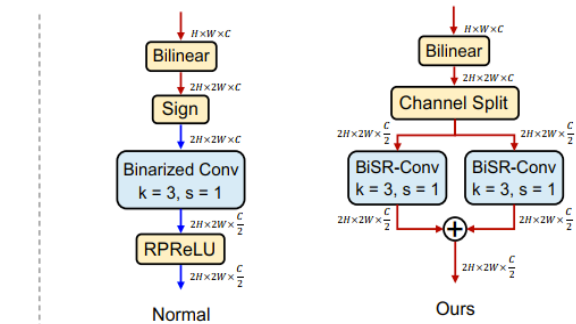 H×W×C
Bilinear
2H×2W×C
Sign
2H×2W×C
Binarized Conv
k = 3, s = 1
2H×2W×C/2
RPReLU
2H×2W×C/2
Normal
H×W×C
Bilinear
2H×2W×C
Channel Split
2H×2W×C/2 2H×2W×C/2
BiSR-Conv BiSR-Conv
k = 3, s = 1 k = 3, s = 1
2H×2W×C/2 + 2H×2W×C/2
2H×2W×C/2
Ours